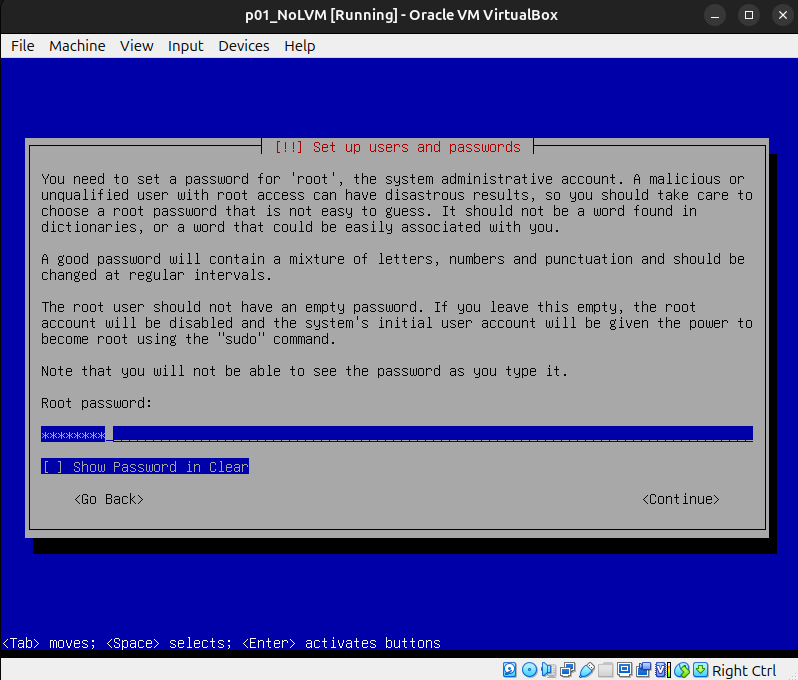 p01_NoLVM [Running] - Oracle VM VirtualBox
File Machine View Input Devices Help
[!!] Set up users and passwords
You need to set a password for 'root', the system administrative account. A malicious or
unqualified user with root access can have disastrous results, so you should take care to
choose a root password that is not easy to guess. It should not be a word found in
dictionaries, or a word that could be easily associated with you.
A good password will contain a mixture of letters, numbers and punctuation and should be
changed at regular intervals.
The root user should not have an empty password. If you leave this empty, the root
account will be disabled and the system's initial user account will be given the power to
become root using the "sudo" command.
Note that you will not be able to see the password as you type it.
Root password:
********
[ ] Show Password in Clear
<Go Back> <Continue>
<Tab> moves; <Space> selects; <Enter> activates buttons
Right Ctrl